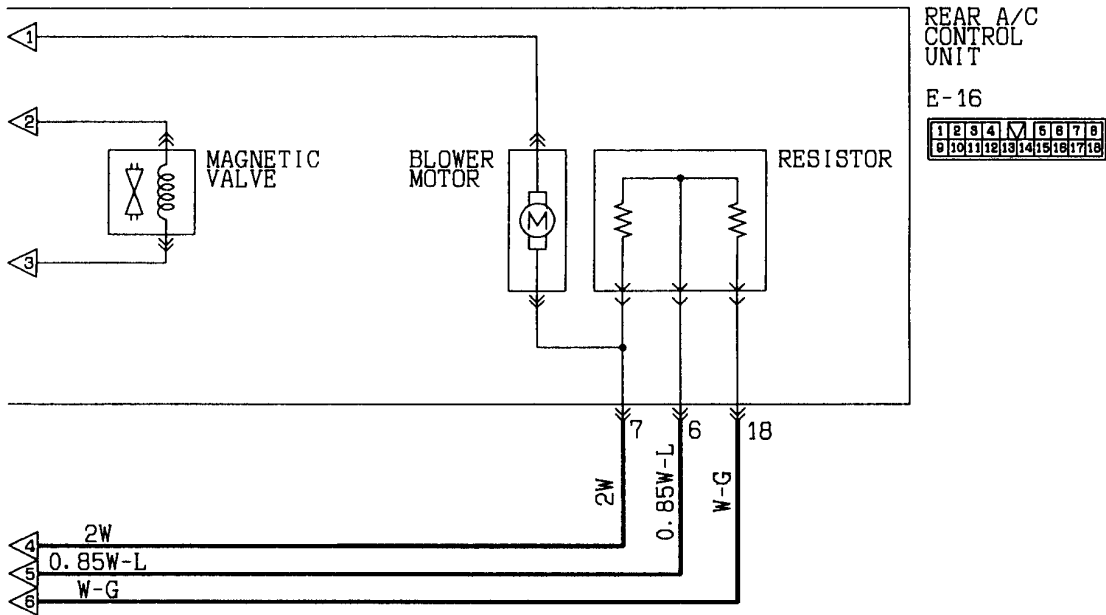 REAR A/C
CONTROL
UNIT
E-16
1 2 3 4 5 6 7 8
9 10 11 12 13 14 15 16 17 18
1
2
MAGNETIC
VALVE
BLOWER
MOTOR
RESISTOR
M
3
7 6 18
2W
0.85W-L
W-G
4 2W
5 0.85W-L
6 W-G